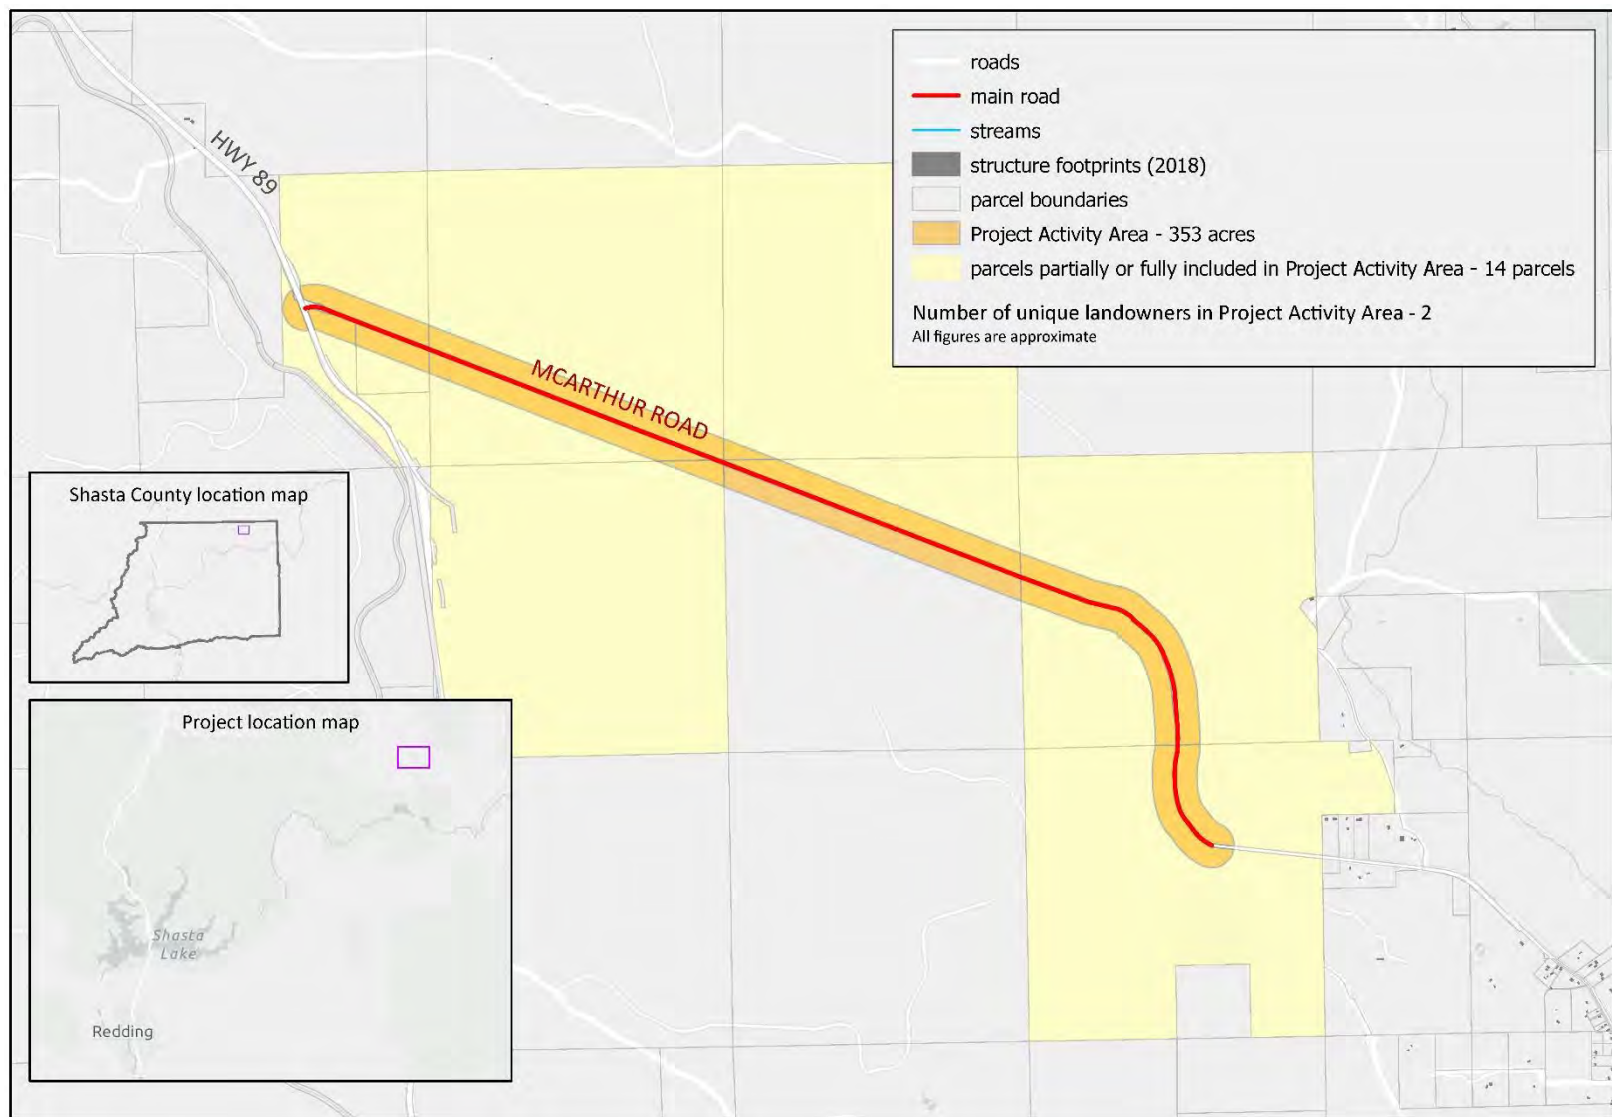 roads
main road
streams
structure footprints (2018)
parcel boundaries
Project Activity Area - 353 acres
parcels partially or fully included in Project Activity Area - 14 parcels
Number of unique landowners in Project Activity Area - 2
All figures are approximate
HWY 89
MCARTHUR ROAD
Shasta County location map
Project location map
Shasta
Lake
Redding